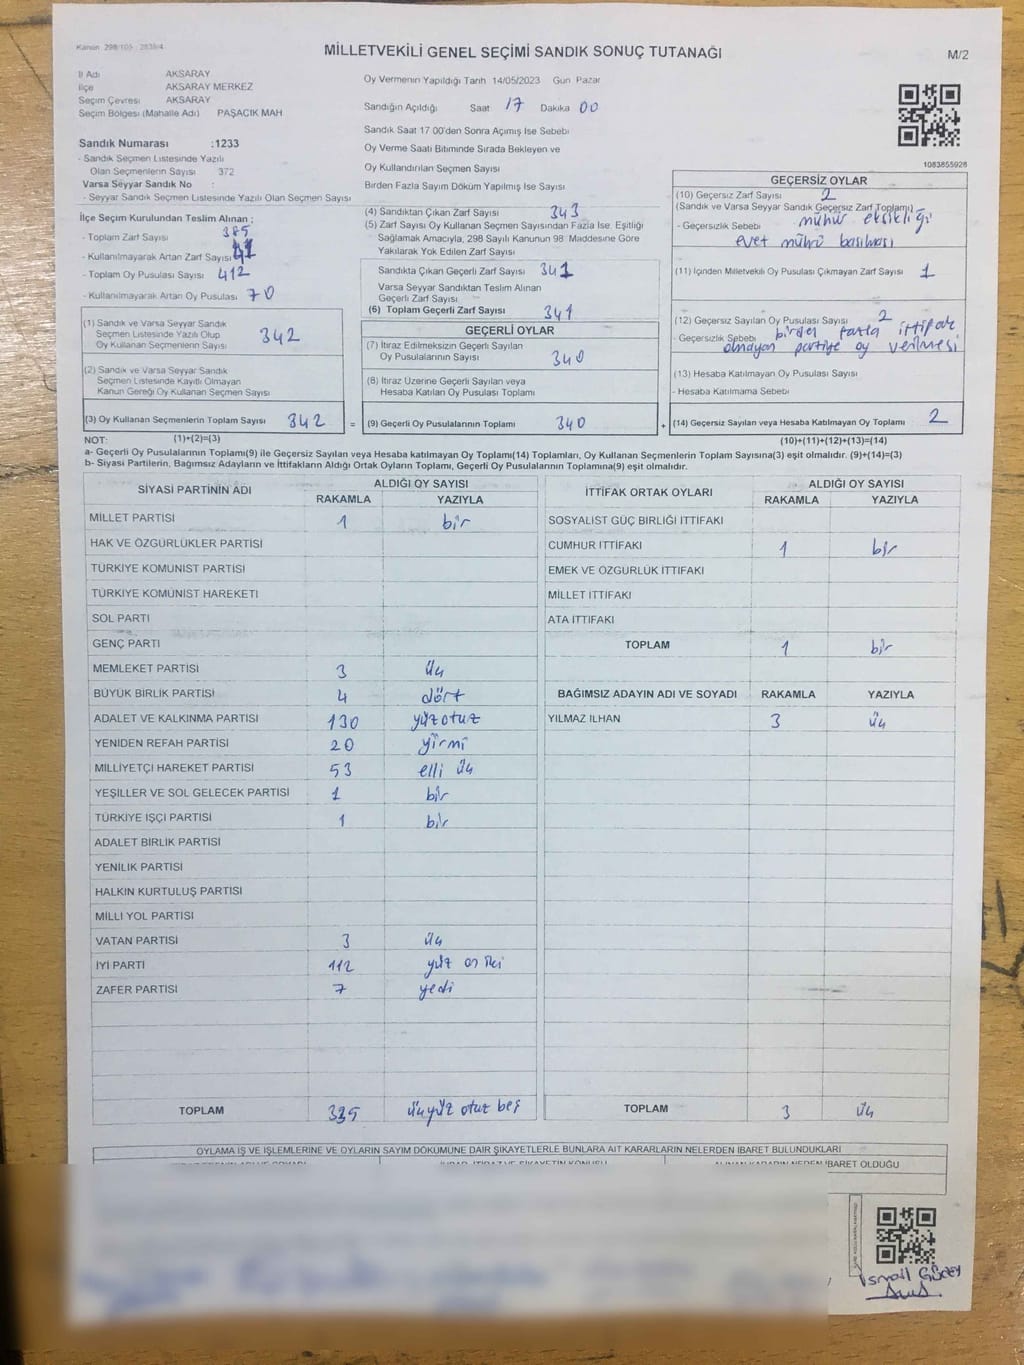 Kanun 298/105 2839/4
MİLLETVEKİLİ GENEL SEÇİMİ SANDIK SONUÇ TUTANAĞI
M/2
İl Adı AKSARAY
İlçe AKSARAY MERKEZ
Seçim Çevresi AKSARAY
Seçim Bölgesi (Mahalle Adı) PAŞACIK MAH
Sandık Numarası :1233
- Sandık Seçmen Listesinde Yazılı
Olan Seçmenlerin Sayısı 372
Varsa Seyyar Sandık No :
- Seyyar Sandık Seçmen Listesinde Yazılı Olan Seçmen Sayısı
İlçe Seçim Kurulundan Teslim Alınan ;
- Toplam Zarf Sayısı 385
- Kullanılmayarak Artan Zarf Sayısı
- Toplam Oy Pusulası Sayısı 412
- Kullanılmayarak Artan Oy Pusulası 70
(1) Sandık ve Varsa Seyyar Sandık
Seçmen Listesinde Yazılı Olup
Oy Kullanan Seçmenlerin Sayısı 342
(2) Sandık ve Varsa Seyyar Sandık
Seçmen Listesinde Kayıtlı Olmayan
Kanun Gereği Oy Kullanan Seçmen Sayısı
(3) Oy Kullanan Seçmenlerin Toplam Sayısı 342
Oy Vermenin Yapıldığı Tarih 14/05/2023 Gün Pazar
Sandığın Açıldığı Saat 17 Dakika 00
Sandık Saat 17 00'den Sonra Açımış İse Sebebi
Oy Verme Saati Bitiminde Sırada Bekleyen ve
Oy Kullandırılan Seçmen Sayısı
Birden Fazla Sayım Döküm Yapılmış İse Sayısı
(4) Sandıktan Çıkan Zarf Sayısı 343
(5) Zarf Sayısı Oy Kullanan Seçmen Sayısından Fazla İse, Eşitliği
Sağlamak Amacıyla, 298 Sayılı Kanunun 98. Maddesine Göre
Yakılarak Yok Edilen Zarf Sayısı
Sandıkta Çıkan Geçerli Zarf Sayısı 341
Varsa Seyyar Sandıktan Teslim Alınan
Geçerli Zarf Sayısı
(6) Toplam Geçerli Zarf Sayısı 341
GEÇERLİ OYLAR
(7) İtiraz Edilmeksizin Geçerli Sayılan
Oy Pusulalarının Sayısı 340
(8) İtiraz Üzerine Geçerli Sayılan veya
Hesaba Katılan Oy Pusulası Toplamı
= (9) Geçerli Oy Pusulalarının Toplamı 340
1083855928
GEÇERSİZ OYLAR
(10) Geçersiz Zarf Sayısı 2
(Sandık ve Varsa Seyyar Sandık Geçersiz Zarf Toplamı)
- Geçersizlik Sebebi mühür eksikliği
evet mührü basılması
(11) İçinden Milletvekili Oy Pusulası Çıkmayan Zarf Sayısı 1
(12) Geçersiz Sayılan Oy Pusulası Sayısı 2
- Geçersizlik Sebebi birden fazla ittifak
olmayan partiye oy verilmesi
(13) Hesaba Katılmayan Oy Pusulası Sayısı
- Hesaba Katılmama Sebebi
+ (14) Geçersiz Sayılan veya Hesaba Katılmayan Oy Toplamı 2
NOT: (1)+(2)=(3)
(10)+(11)+(12)+(13)=(14)
a- Geçerli Oy Pusulalarının Toplamı(9) ile Geçersiz Sayılan veya Hesaba katılmayan Oy Toplamı(14) Toplamları, Oy Kullanan Seçmenlerin Toplam Sayısına(3) eşit olmalıdır. (9)+(14)=(3)
b- Siyasi Partilerin, Bağımsız Adayların ve İttifakların Aldığı Ortak Oyların Toplamı, Geçerli Oy Pusulalarının Toplamına(9) eşit olmalıdır.
SİYASİ PARTİNİN ADI ALDIĞI OY SAYISI
RAKAMLA YAZIYLA
MİLLET PARTİSİ 1 bir
HAK VE ÖZGÜRLÜKLER PARTİSİ
TÜRKİYE KOMÜNİST PARTİSİ
TÜRKİYE KOMÜNİST HAREKETİ
SOL PARTİ
GENÇ PARTİ
MEMLEKET PARTİSİ 3 üç
BÜYÜK BİRLİK PARTİSİ 4 dört
ADALET VE KALKINMA PARTİSİ 130 yüz otuz
YENİDEN REFAH PARTİSİ 20 yirmi
MİLLİYETÇİ HAREKET PARTİSİ 53 elli üç
YEŞİLLER VE SOL GELECEK PARTİSİ 1 bir
TÜRKİYE İŞÇİ PARTİSİ 1 bir
ADALET BİRLİK PARTİSİ
YENİLİK PARTİSİ
HALKIN KURTULUŞ PARTİSİ
MİLLİ YOL PARTİSİ
VATAN PARTİSİ 3 üç
İYİ PARTİ 112 yüz on iki
ZAFER PARTİSİ 7 yedi
TOPLAM 335 üçyüz otuz beş
İTTİFAK ORTAK OYLARI ALDIĞI OY SAYISI
RAKAMLA YAZIYLA
SOSYALİST GÜÇ BİRLİĞİ İTTİFAKI
CUMHUR İTTİFAKI 1 bir
EMEK VE ÖZGÜRLÜK İTTİFAKI
MİLLET İTTİFAKI
ATA İTTİFAKI
TOPLAM 1 bir
BAĞIMSIZ ADAYIN ADI VE SOYADI RAKAMLA YAZIYLA
YILMAZ İLHAN 3 üç
TOPLAM 3 üç
OYLAMA İŞ VE İŞLEMLERİNE VE OYLARIN SAYIM DÖKÜMÜNE DAİR ŞİKAYETLERLE BUNLARA AİT KARARLARIN NELERDEN İBARET BULUNDUKLARI
ALINAN KARARIN NEDEN İBARET OLDUĞU
İsmail